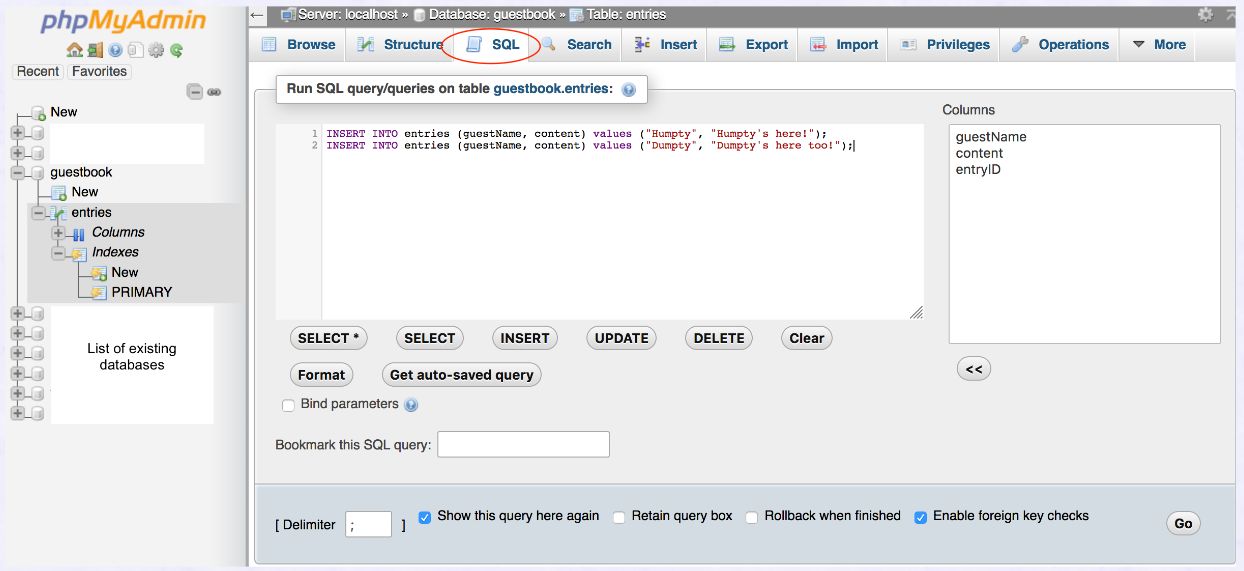 phpMyAdmin
Recent Favorites
New
guestbook
New
entries
Columns
Indexes
New
PRIMARY
List of existing
databases
Server: localhost » Database: guestbook » Table: entries
Browse Structure SQL Search Insert Export Import Privileges Operations More
Run SQL query/queries on table guestbook.entries:
1 INSERT INTO entries (guestName, content) values ("Humpty", "Humpty's here!");
2 INSERT INTO entries (guestName, content) values ("Dumpty", "Dumpty's here too!");
Columns
guestName
content
entryID
<<
SELECT * SELECT INSERT UPDATE DELETE Clear
Format Get auto-saved query
Bind parameters
Bookmark this SQL query:
[ Delimiter ; ] Show this query here again Retain query box Rollback when finished Enable foreign key checks Go